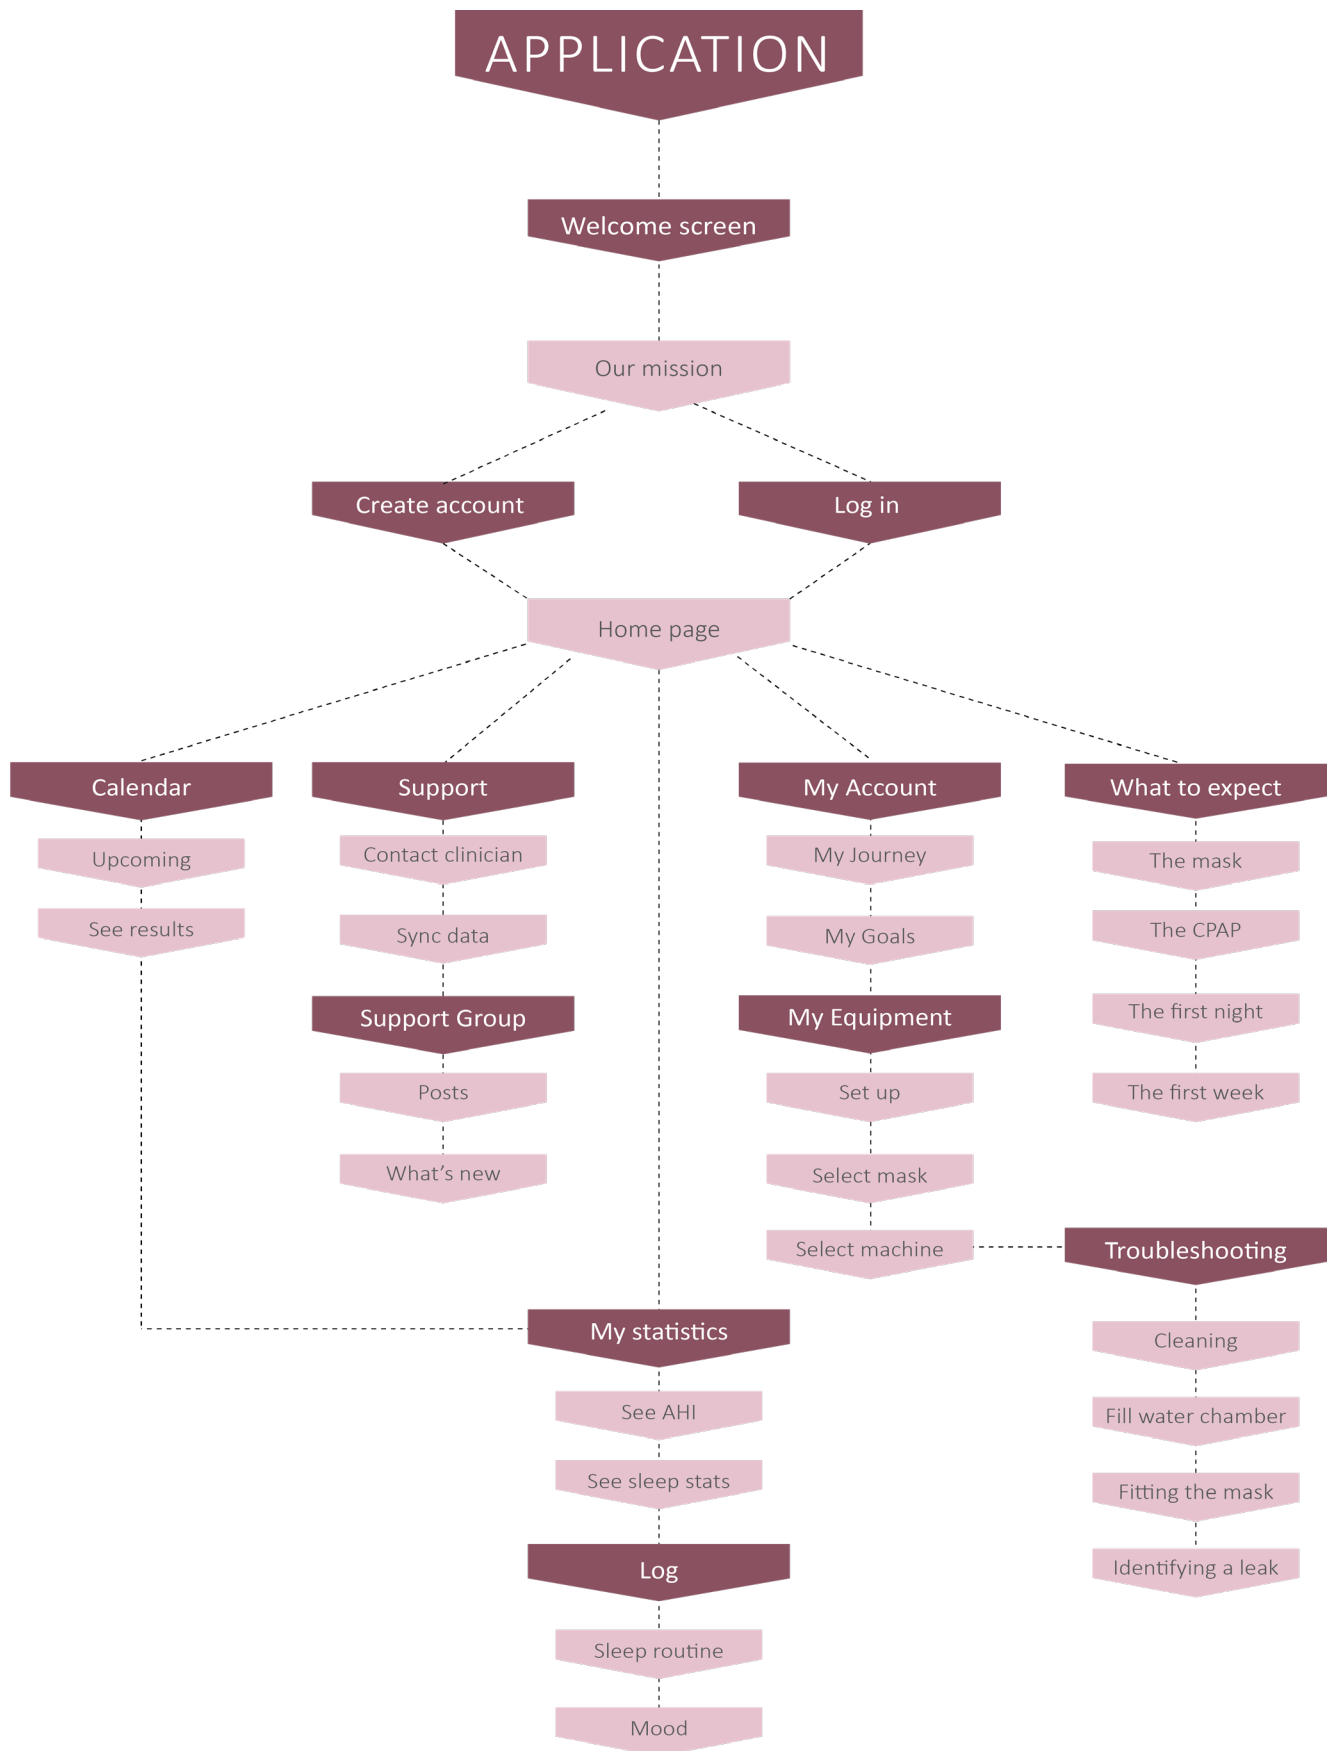 APPLICATION
Welcome screen
Our mission
Create account
Log in
Home page
Calendar
Upcoming
See results
Support
Contact clinician
Sync data
Support Group
Posts
What’s new
My Account
My Journey
My Goals
My Equipment
Set up
Select mask
Select machine
What to expect
The mask
The CPAP
The first night
The first week
Troubleshooting
Cleaning
Fill water chamber
Fitting the mask
Identifying a leak
My statistics
See AHI
See sleep stats
Log
Sleep routine
Mood